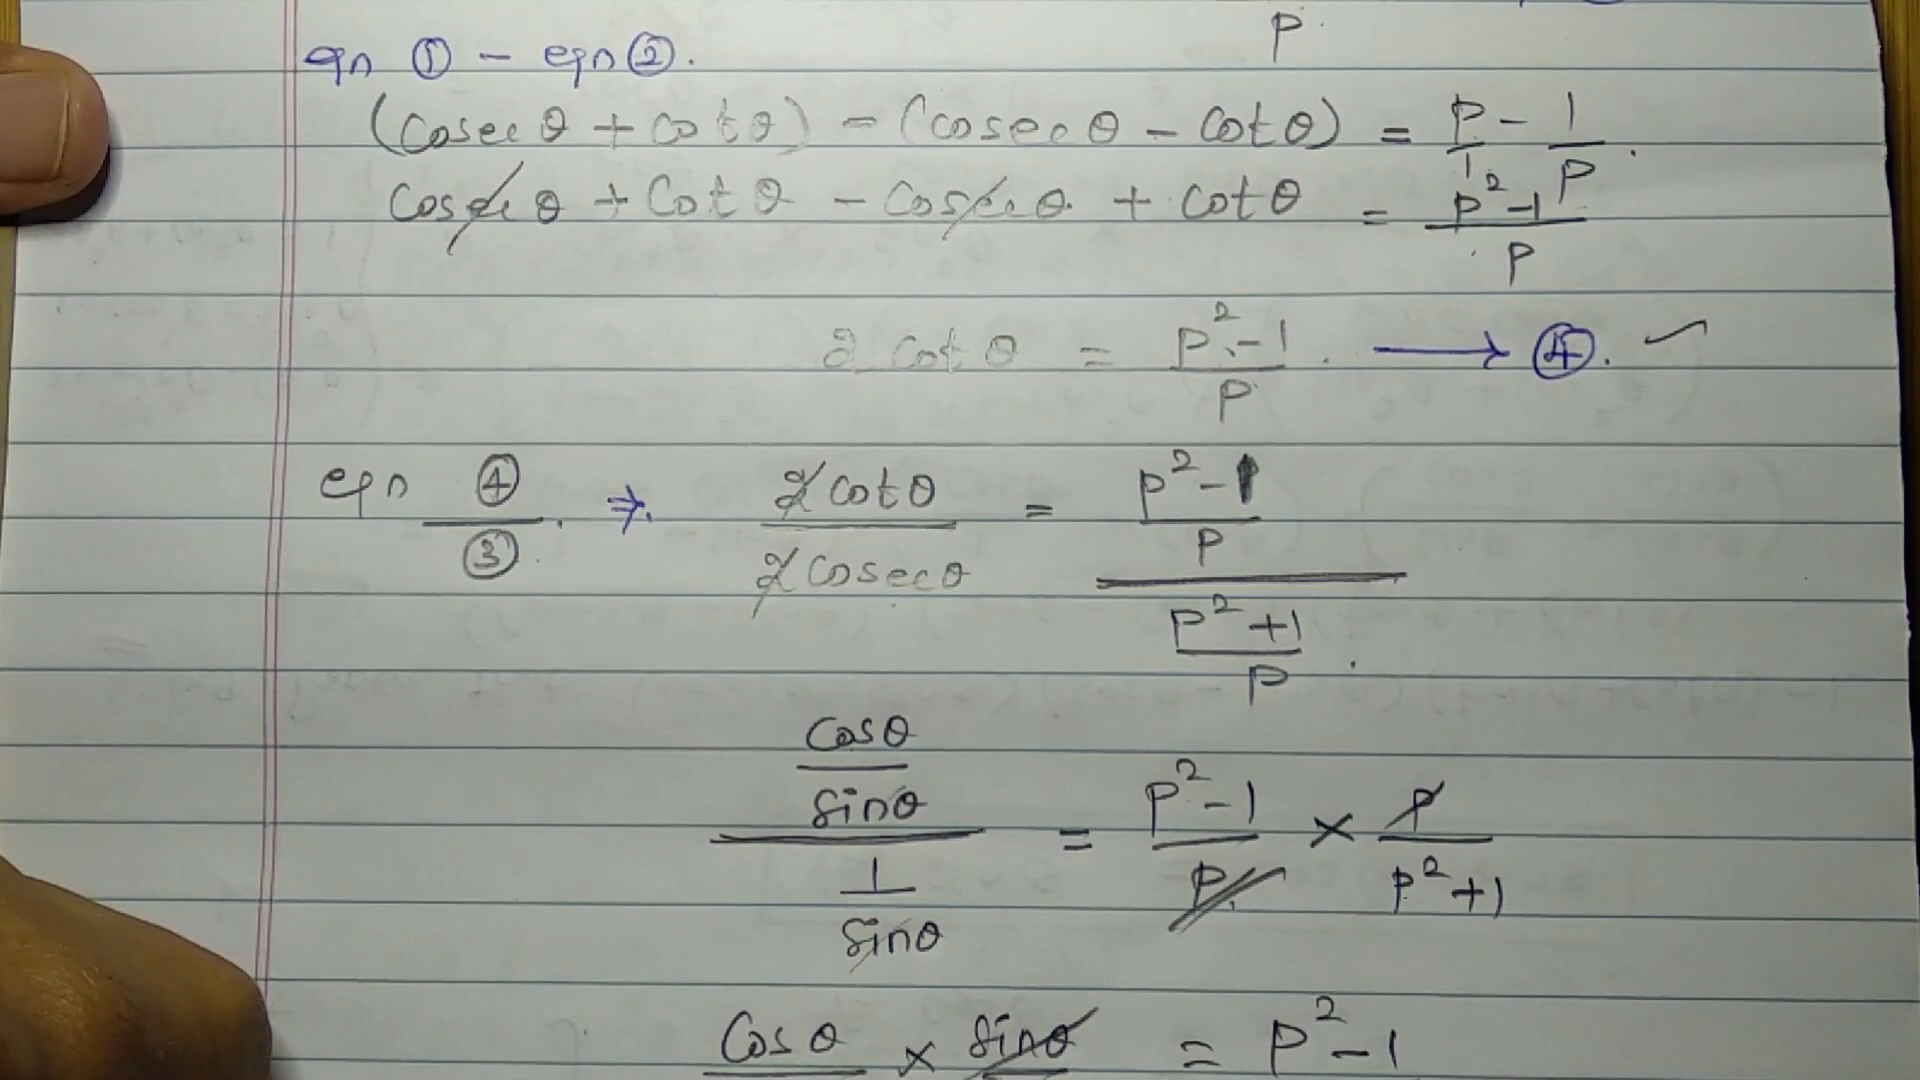 P
eqn ① - eqn ②.
(cosec θ + cot θ) - (cosec θ - cot θ) = P/1 - 1/P.
cosec θ + cot θ - cosec θ + cot θ = P²-1/P
2 cot θ = P²-1/P. → ④. ✓
eqn ④/③. ⇒ 2 cot θ / 2 cosec θ = P²-1/P / P²+1/P.
cos θ/sin θ / 1/sin θ = P²-1/P × P/P²+1
cos θ × sin θ = P²-1